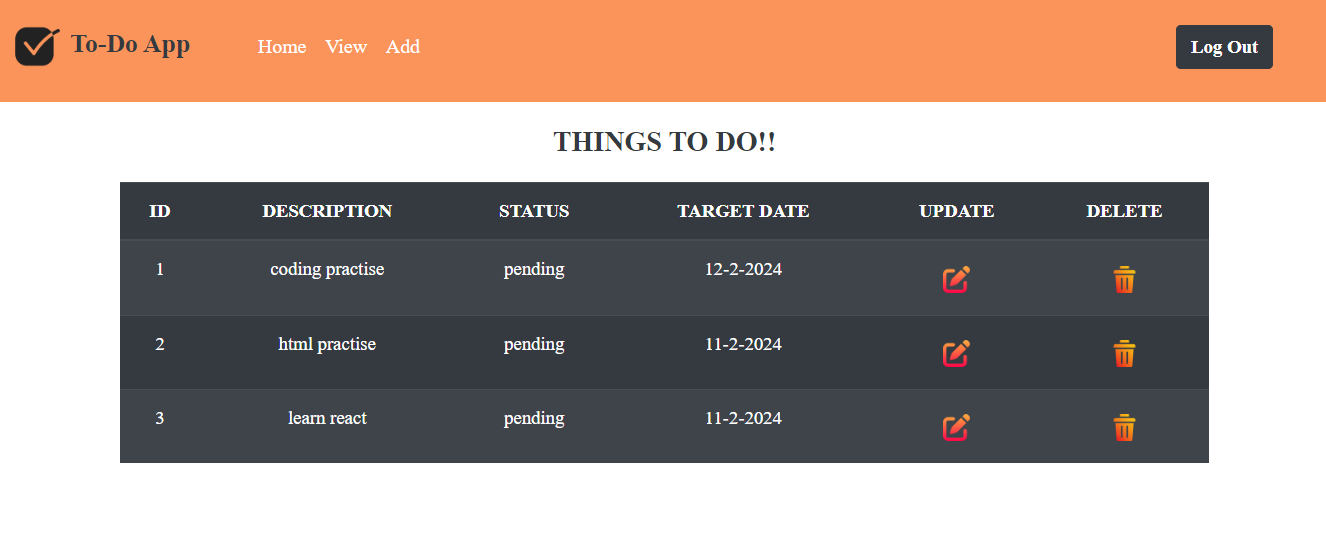 To-Do App Home View Add Log Out
THINGS TO DO!!
ID DESCRIPTION STATUS TARGET DATE UPDATE DELETE
1 coding practise pending 12-2-2024
2 html practise pending 11-2-2024
3 learn react pending 11-2-2024